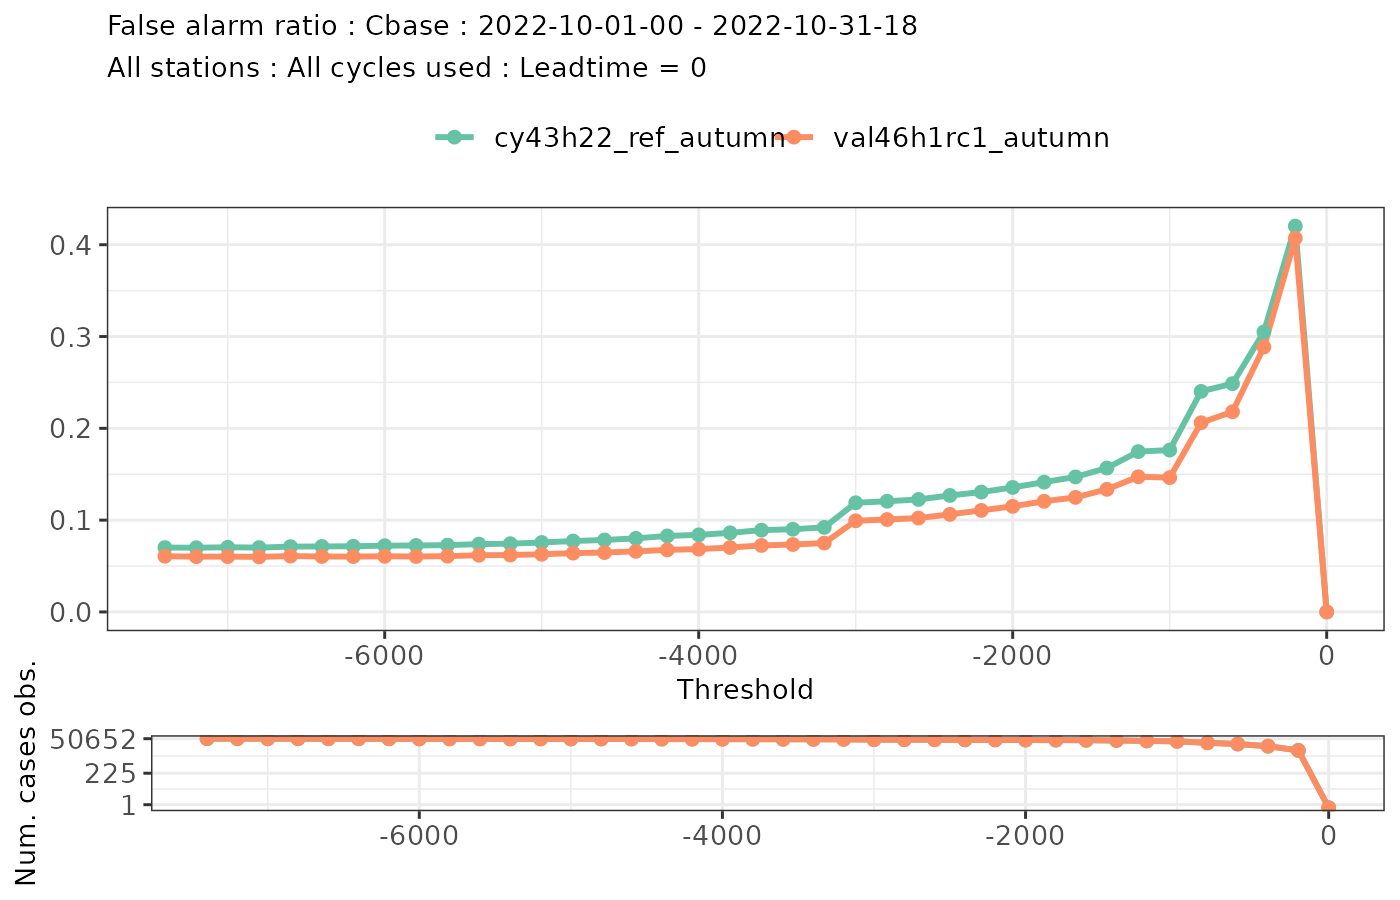 False alarm ratio : Cbase : 2022-10-01-00 - 2022-10-31-18
All stations : All cycles used : Leadtime = 0
cy43h22_ref_autumn val46h1rc1_autumn
0.4
0.3
0.2
0.1
0.0
-6000 -4000 -2000 0
Threshold
Num. cases obs.
50652
225
1
-6000 -4000 -2000 0